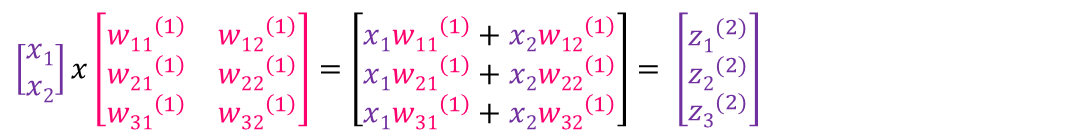 [x₁ x₂] x [w₁₁⁽¹⁾ w₁₂⁽¹⁾ = [x₁w₁₁⁽¹⁾ + x₂w₁₂⁽¹⁾ = [z₁⁽²⁾
w₂₁⁽¹⁾ w₂₂⁽¹⁾ x₁w₂₁⁽¹⁾ + x₂w₂₂⁽¹⁾ z₂⁽²⁾
w₃₁⁽¹⁾ w₃₂⁽¹⁾] x₁w₃₁⁽¹⁾ + x₂w₃₂⁽¹⁾] z₃⁽²⁾]